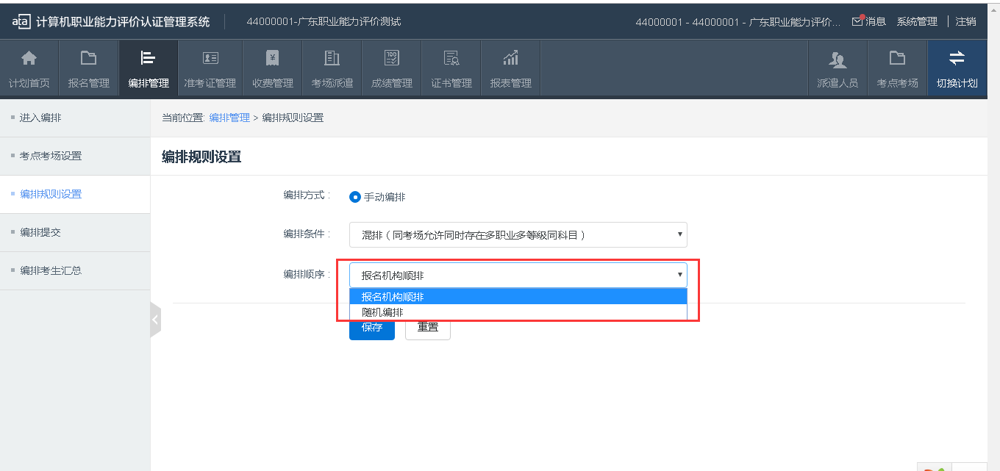 ata 计算机职业能力评价认证管理系统 44000001-广东职业能力评价测试 44000001 - 44000001 - 广东职业能力评价... 消息 系统管理 注销
计划首页 报名管理 编排管理 准考证管理 收费管理 考场派遣 成绩管理 证书管理 报表管理 派遣人员 考点考场 切换计划
进入编排
考点考场设置
编排规则设置
编排提交
编排考生汇总
当前位置: 编排管理 > 编排规则设置
编排规则设置
编排方式 : 手动编排
编排条件 : 混排（同考场允许同时存在多职业多等级同科目）
编排顺序 : 报名机构顺排
报名机构顺排
随机编排
保存 重置